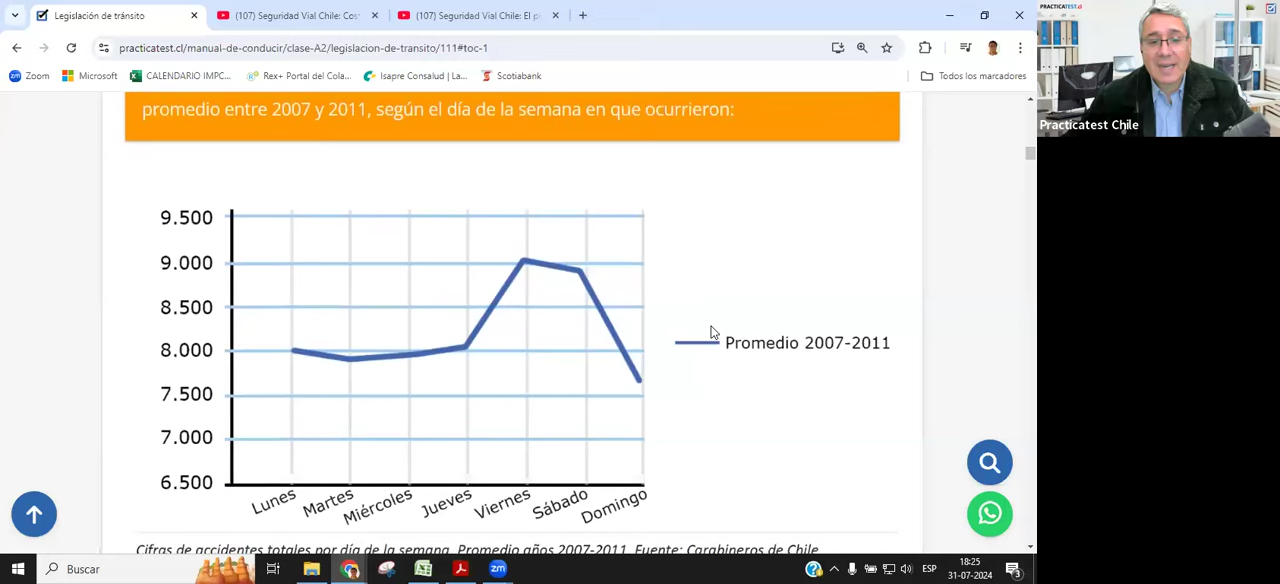 Legislación de tránsito
(107) Seguridad Vial Chile: Est
(107) Seguridad Vial Chile: El p
practicatest.cl/manual-de-conducir/clase-A2/legislacion-de-transito/111#toc-1
Zoom
Microsoft
CALENDARIO IMPC...
Rex+ Portal del Col...
Isapre Consalud | La...
Scotiabank
Todos los marcadores
promedio entre 2007 y 2011, según el día de la semana en que ocurrieron:
9.500
9.000
8.500
8.000
7.500
7.000
6.500
Lunes
Martes
Miércoles
Jueves
Viernes
Sábado
Domingo
Promedio 2007-2011
Cifras de accidentes totales por día de la semana. Promedio años 2007-2011. Fuente: Carabineros de Chile
PRACTICATEST.cl
Practicatest Chile
Buscar
ESP
18:25
31-07-2024
3